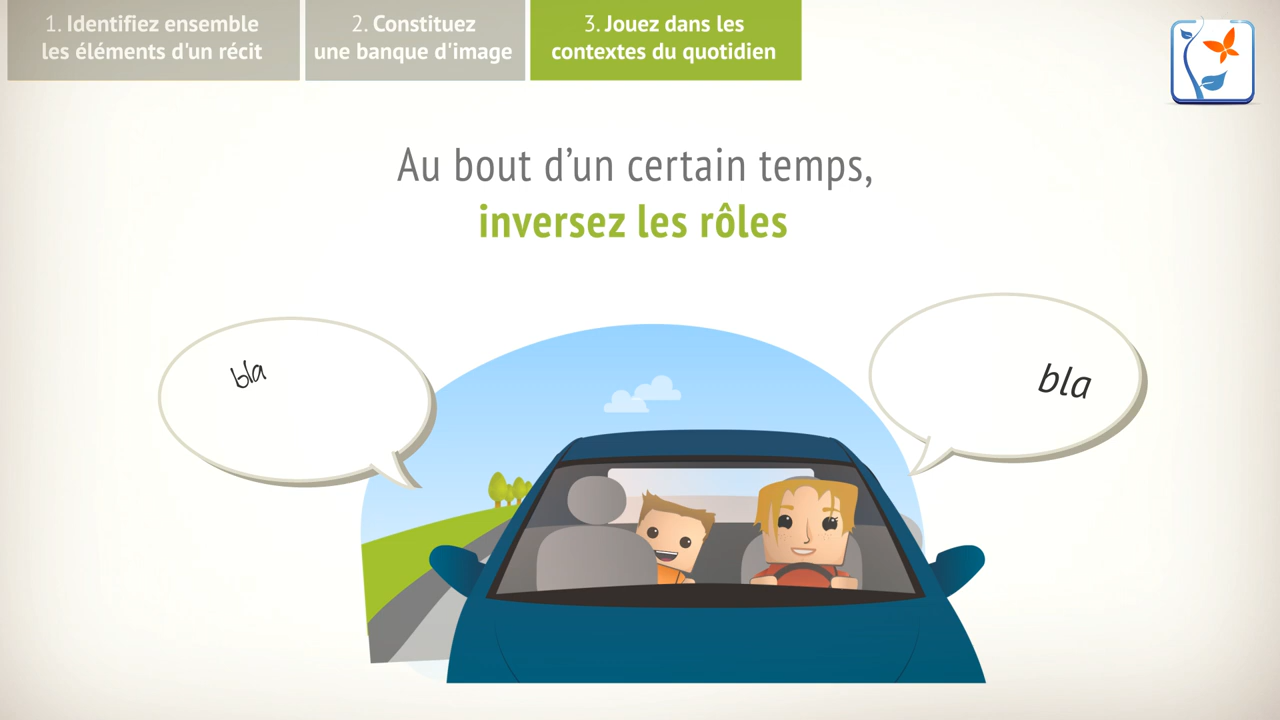 1. Identifiez ensemble
les éléments d'un récit
2. Constituez
une banque d'image
3. Jouez dans les
contextes du quotidien
Au bout d’un certain temps,
inversez les rôles
bla
bla